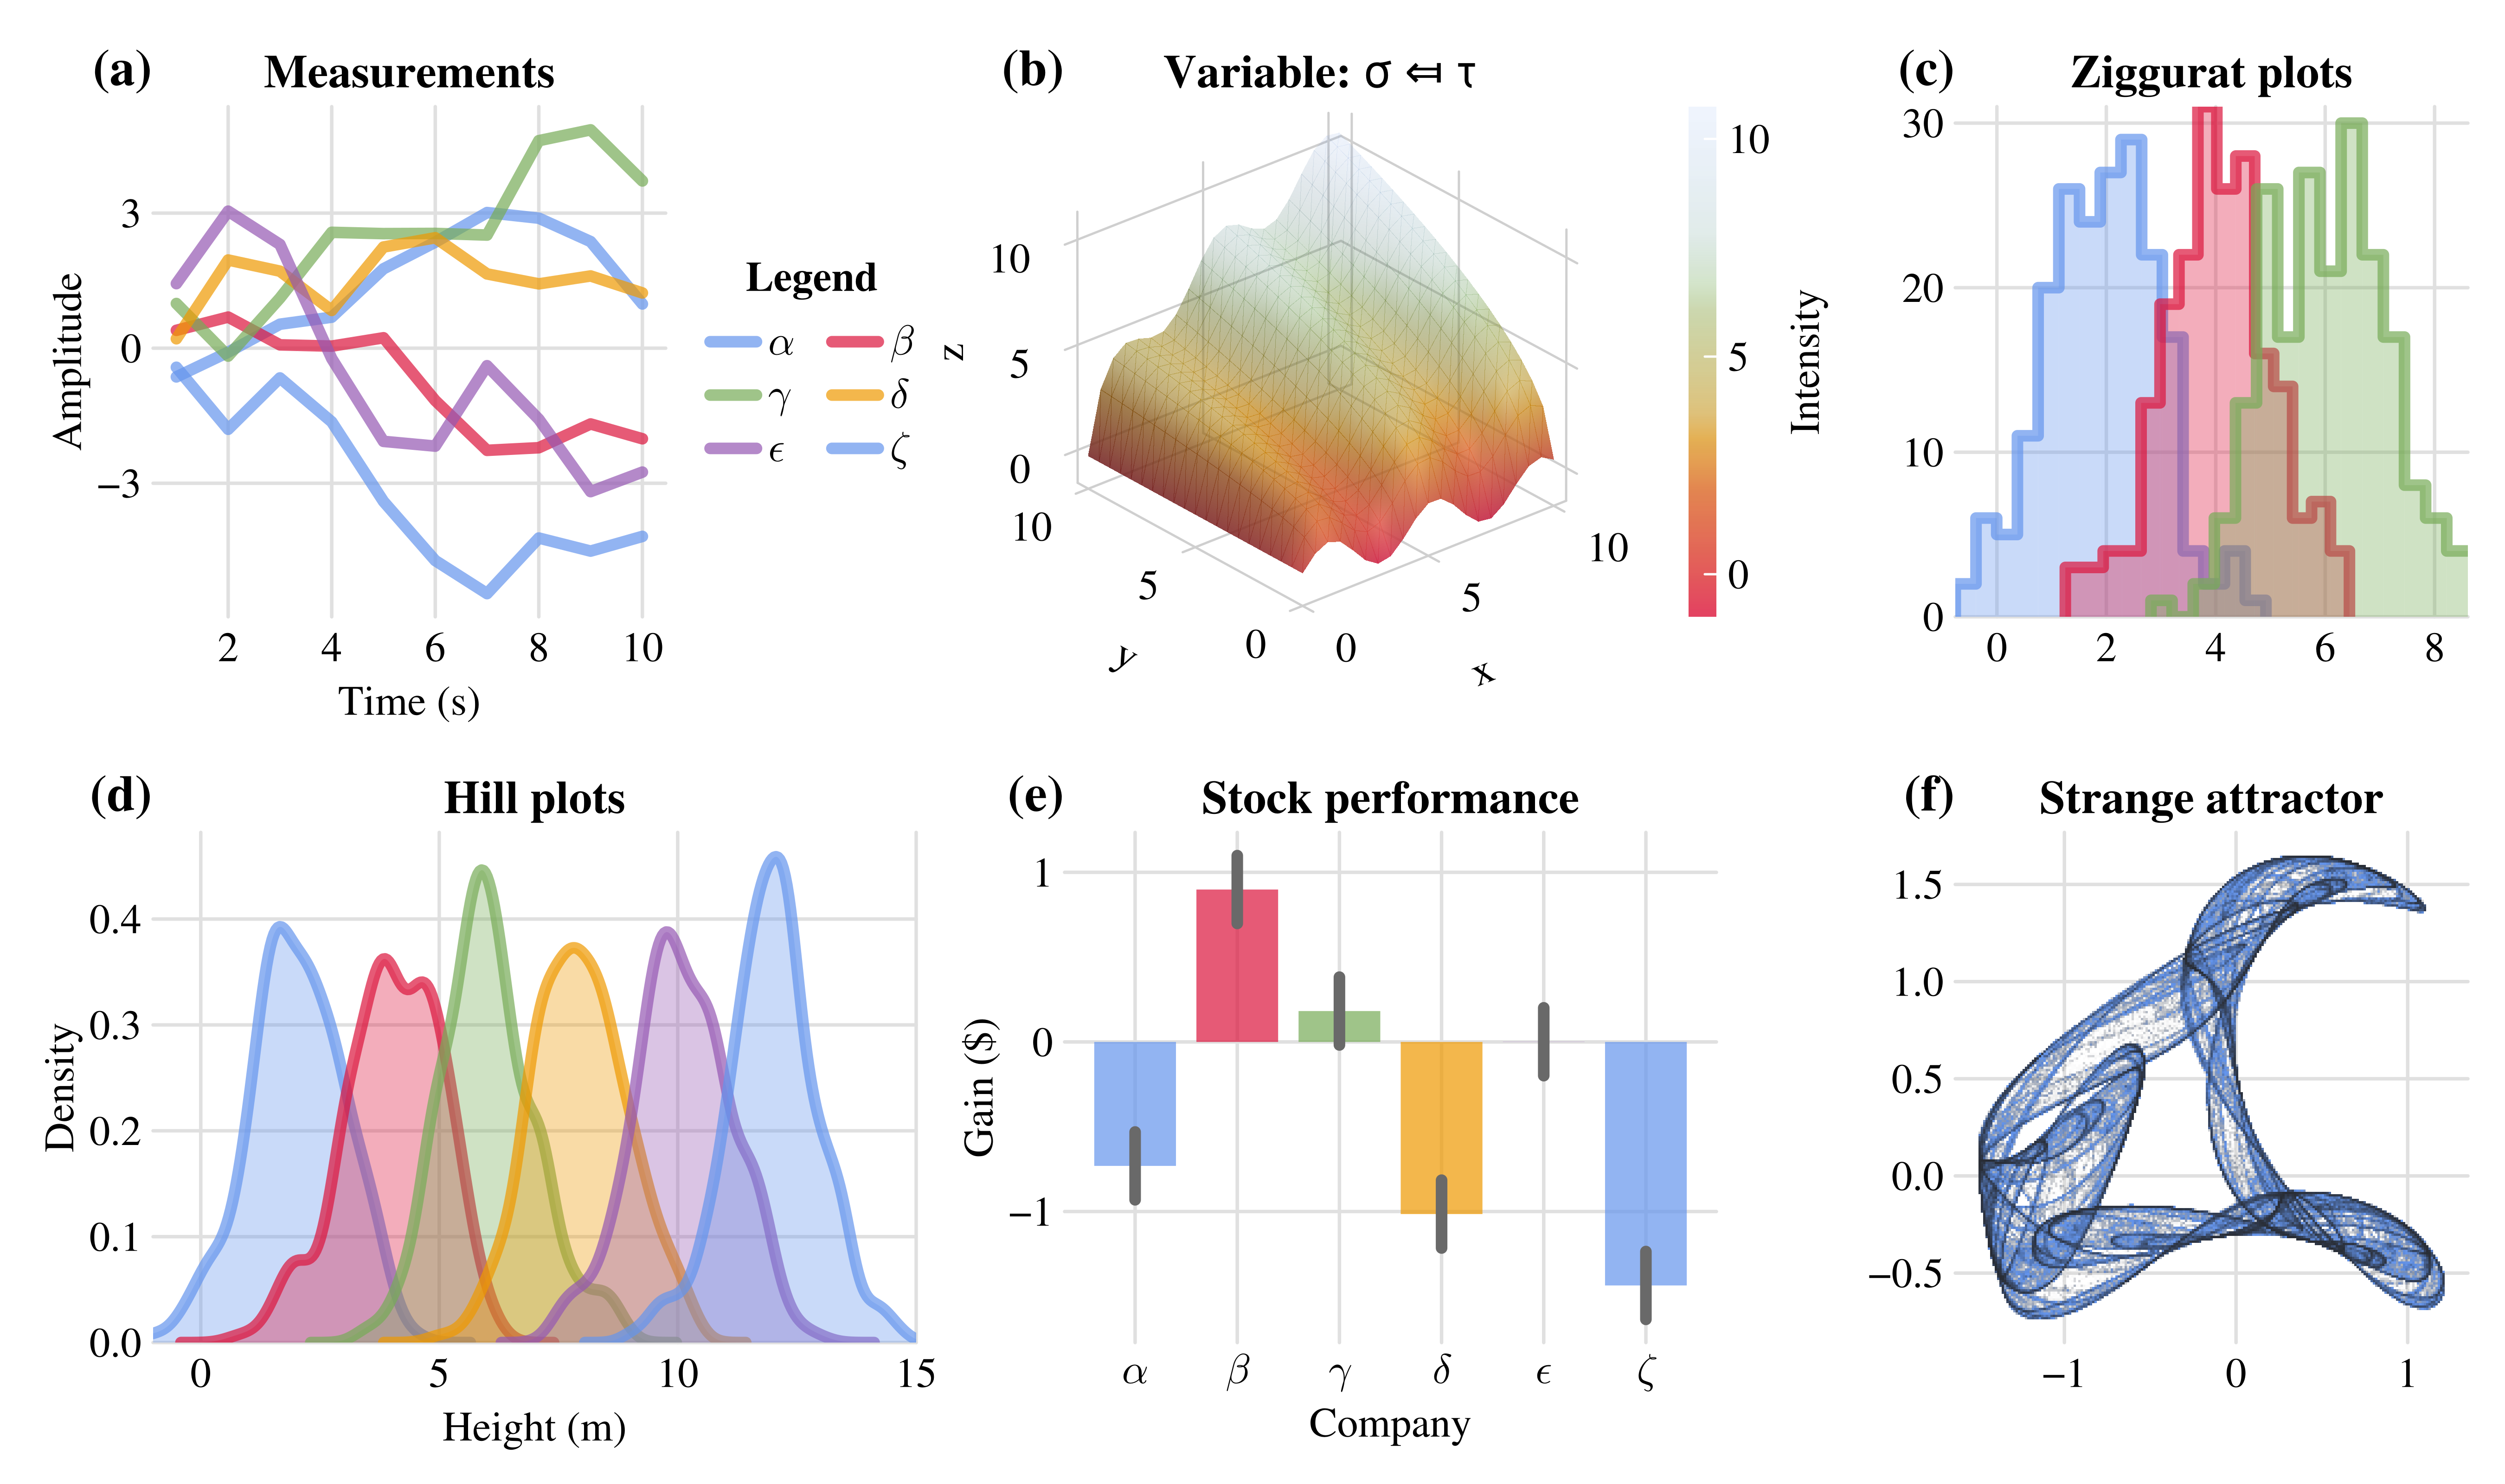 (a) Measurements
Amplitude
3
0
−3
2 4 6 8 10
Time (s)
Legend
α β
γ δ
ϵ ζ
(b) Variable: σ ⤆ τ
z
10
5
0
10
5
0
y
0
5
10
x
10
5
0
Intensity
(c) Ziggurat plots
30
20
10
0
0 2 4 6 8
(d) Hill plots
Density
0.4
0.3
0.2
0.1
0.0
0 5 10 15
Height (m)
(e) Stock performance
Gain ($)
1
0
−1
α β γ δ ϵ ζ
Company
(f) Strange attractor
1.5
1.0
0.5
0.0
−0.5
−1 0 1